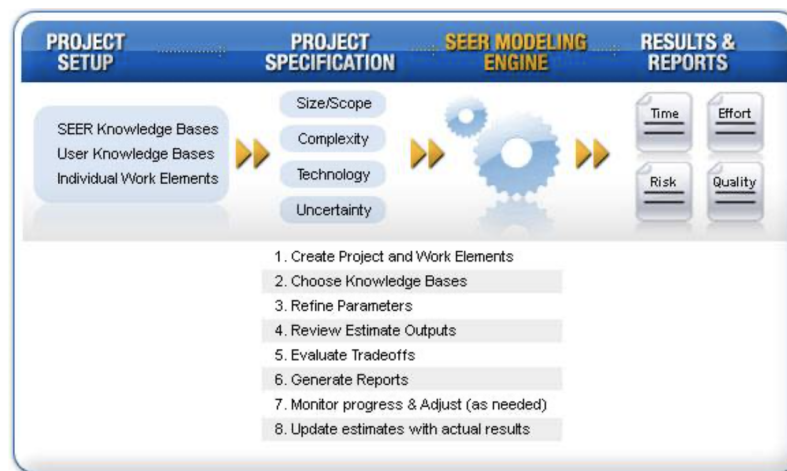 PROJECT
SETUP
PROJECT
SPECIFICATION
SEER MODELING
ENGINE
RESULTS &
REPORTS
SEER Knowledge Bases
User Knowledge Bases
Individual Work Elements
Size/Scope
Complexity
Technology
Uncertainty
Time
Effort
Risk
Quality
1. Create Project and Work Elements
2. Choose Knowledge Bases
3. Refine Parameters
4. Review Estimate Outputs
5. Evaluate Tradeoffs
6. Generate Reports
7. Monitor progress & Adjust (as needed)
8. Update estimates with actual results